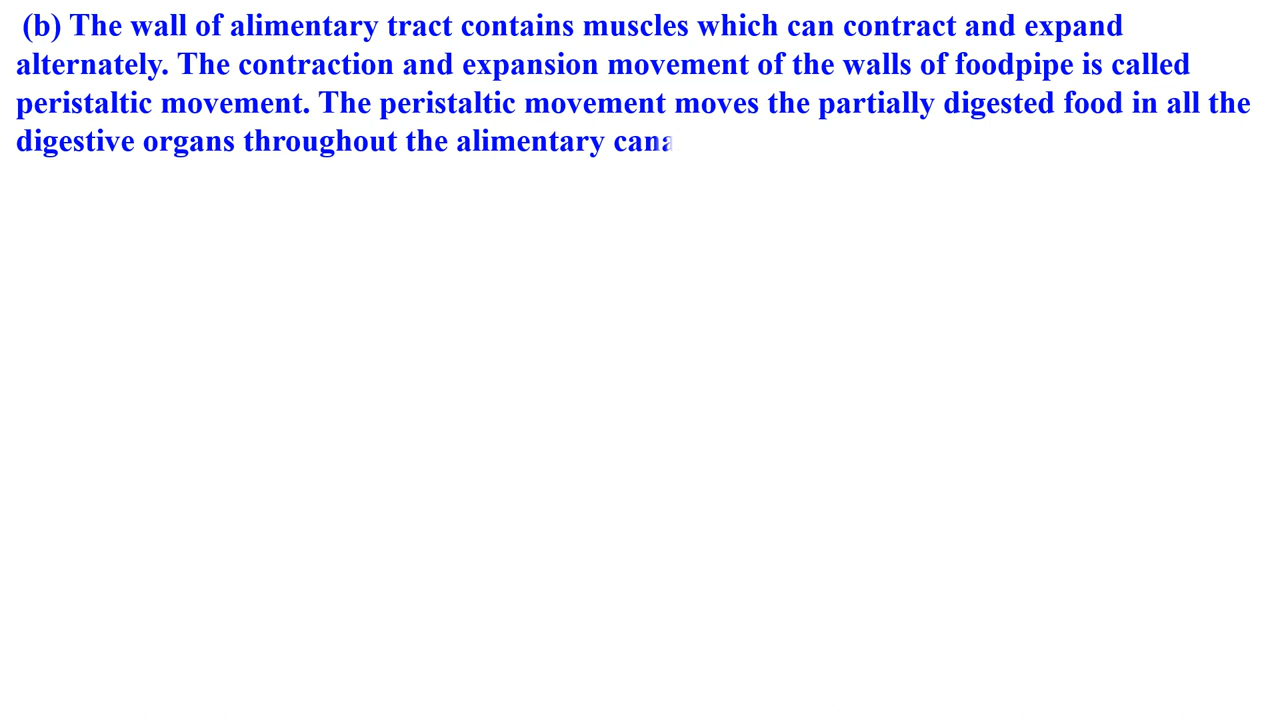 (b) The wall of alimentary tract contains muscles which can contract and expand
alternately. The contraction and expansion movement of the walls of foodpipe is called
peristaltic movement. The peristaltic movement moves the partially digested food in all the
digestive organs throughout the alimentary cana